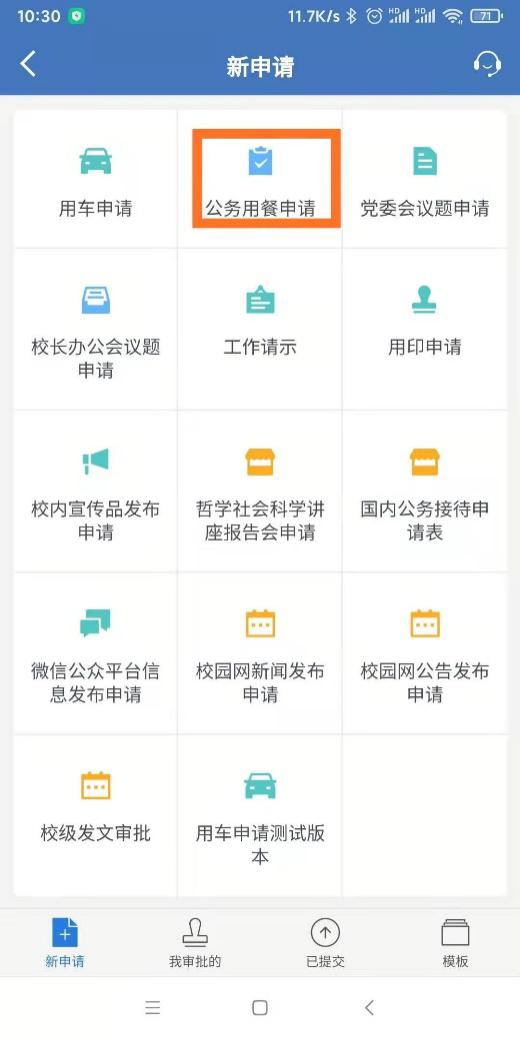 10:30
11.7K/s
HD
HD
71
新申请
用车申请
公务用餐申请
党委会议题申请
校长办公会议题
申请
工作请示
用印申请
校内宣传品发布
申请
哲学社会科学讲
座报告会申请
国内公务接待申
请表
微信公众平台信
息发布申请
校园网新闻发布
申请
校园网公告发布
申请
校级发文审批
用车申请测试版
本
新申请
我审批的
已提交
模板